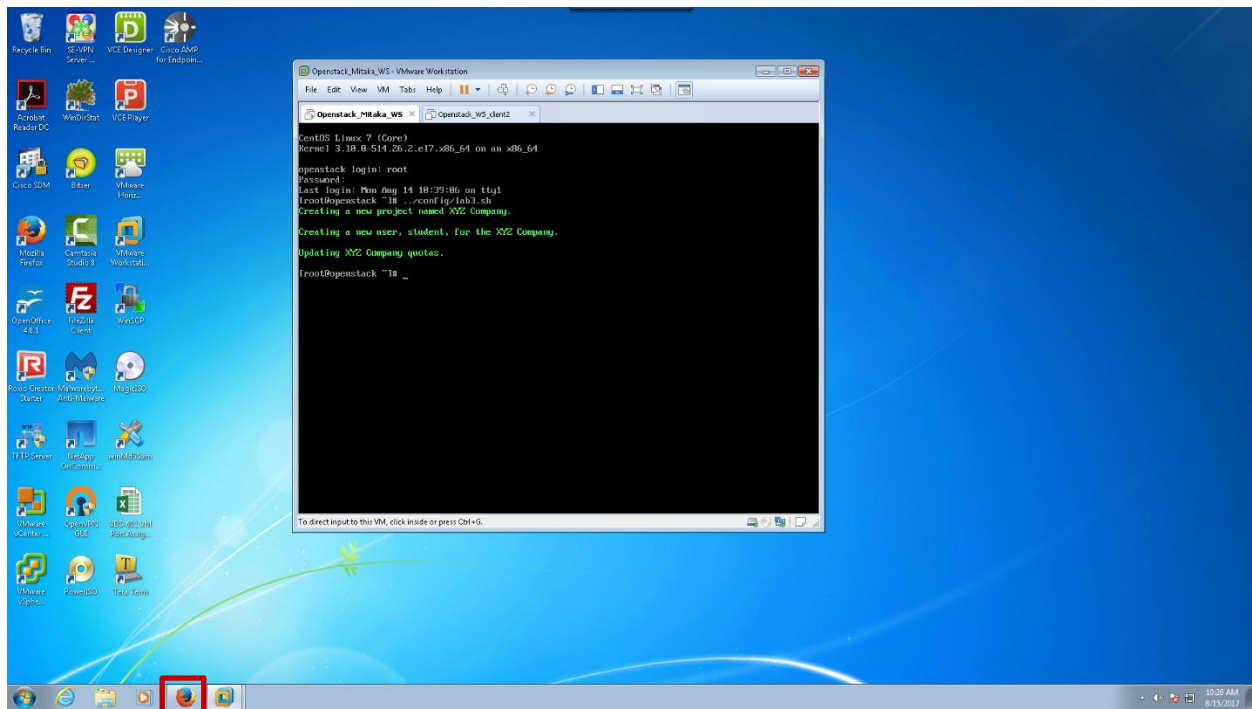 Recycle Bin
SE-VPN Server ...
VCE Designer
Cisco AMP for Endpoin...
Acrobat Reader DC
WinDirStat
VCE Player
Cisco SDM
Bitser
VMware Horiz...
Mozilla Firefox
Camtasia Studio 8
VMware Workstati...
OpenOffice 4.1.1
FileZilla Client
WinSCP
Roxio Creator Starter
Malwarebyt... Anti-Malware
MagicISO
TFTP Server
NetApp OnComm...
winMd5Sum
VMware vCenter ...
OpenVPN GUI
VMware vSphe...
PowerISO
Tera Term
Openstack_Mitaka_WS - VMware Workstation
File Edit View VM Tabs Help
Openstack_Mitaka_WS
Openstack_WS_client2
CentOS Linux 7 (Core)
Kernel 3.10.0-514.26.2.el7.x86_64 on an x86_64
openstack login: root
Password:
Last login: Mon Aug 14 10:39:06 on tty1
[root@openstack ~]# ../config/lab3.sh
Creating a new project named XYZ Company.
Creating a new user, student, for the XYZ Company.
Updating XYZ Company quotas.
[root@openstack ~]# _
To direct input to this VM, click inside or press Ctrl+G.
10:26 AM
8/15/2017